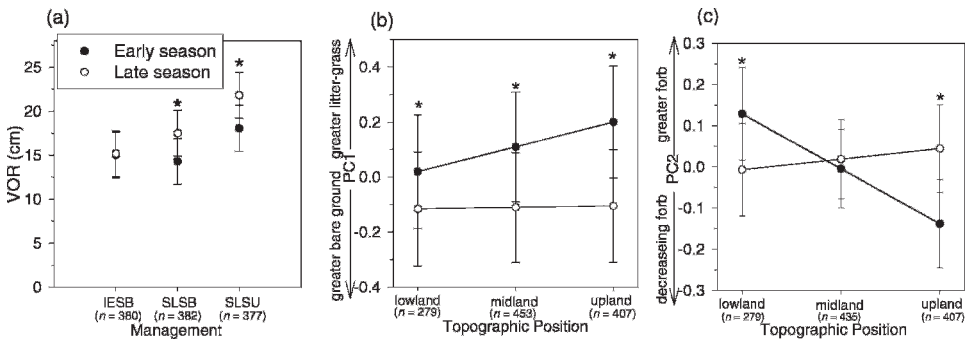 (a)
Early season
Late season
25
20
15
10
5
0
VOR (cm)
*
*
IESB
SLSB
SLSU
(n = 380)
(n = 382)
(n = 377)
Management
(b)
greater bare ground
greater litter-grass
PC1
0.4
0.2
0.0
-0.2
-0.4
*
*
*
lowland
midland
upland
(n = 279)
(n = 453)
(n = 407)
Topographic Position
(c)
decreaseing forb
greater forb
PC2
0.3
0.2
0.1
0.0
-0.1
-0.2
-0.3
*
*
lowland
midland
upland
(n = 279)
(n = 435)
(n = 407)
Topographic Position